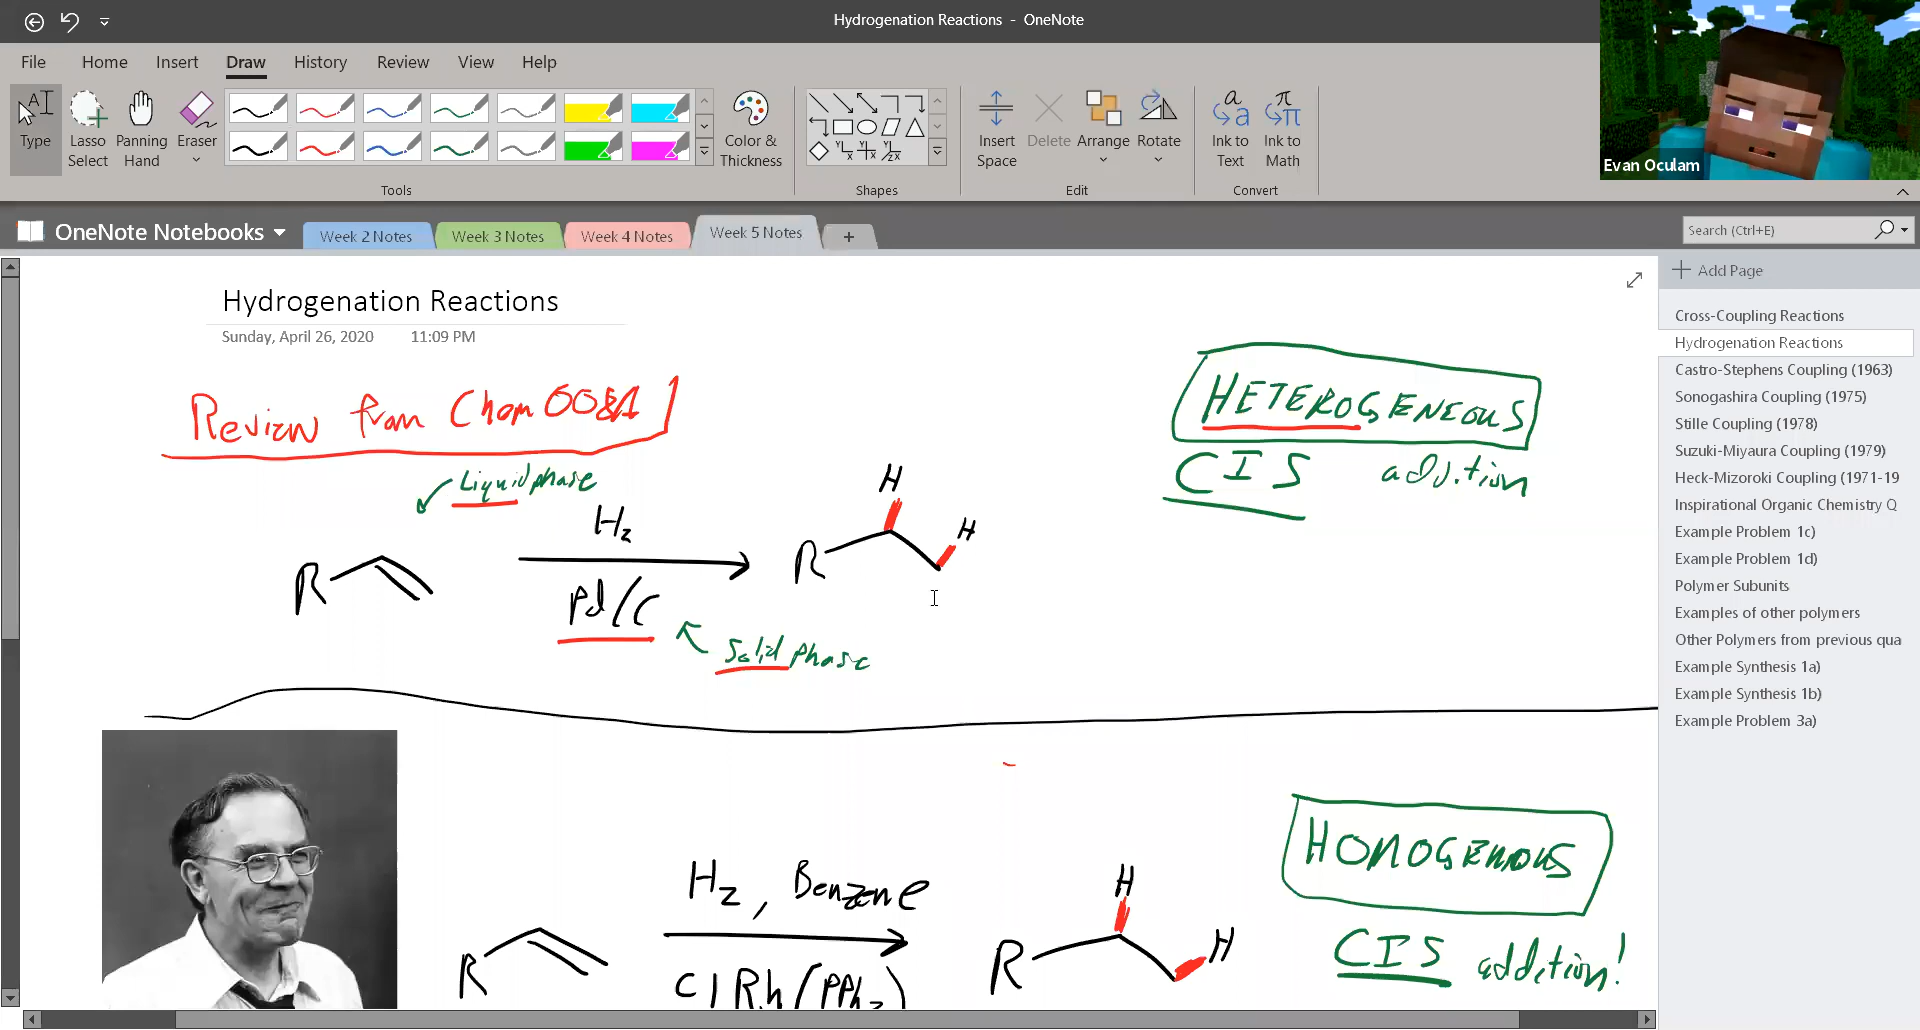 Hydrogenation Reactions - OneNote
File Home Insert Draw History Review View Help
Type
Lasso Select
Panning Hand
Eraser
Color & Thickness
Insert Space
Delete
Arrange
Rotate
Ink to Text
Ink to Math
Tools Shapes Edit Convert
Evan Oculam
OneNote Notebooks
Week 2 Notes
Week 3 Notes
Week 4 Notes
Week 5 Notes
Search (Ctrl+E)
Hydrogenation Reactions
Sunday, April 26, 2020 11:09 PM
Review from Chem
HETEROGENEOUS
CIS addition
Liquid phase
R
H2
Pd/C
Solid phase
R
H
H
HOMOGENOUS
CIS addition!
R
H2, Benzene
Cl Rh(PPh3)
R
H
H
Add Page
Cross-Coupling Reactions
Hydrogenation Reactions
Castro-Stephens Coupling (1963)
Sonogashira Coupling (1975)
Stille Coupling (1978)
Suzuki-Miyaura Coupling (1979)
Heck-Mizoroki Coupling (1971-19
Inspirational Organic Chemistry Q
Example Problem 1c)
Example Problem 1d)
Polymer Subunits
Examples of other polymers
Other Polymers from previous qua
Example Synthesis 1a)
Example Synthesis 1b)
Example Problem 3a)